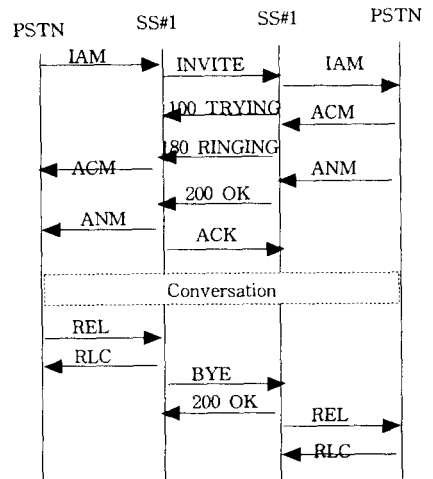 PSTN
SS#1
SS#1
PSTN
IAM
INVITE
IAM
100 TRYING
ACM
180 RINGING
ACM
ANM
200 OK
ANM
ACK
Conversation
REL
RLC
BYE
200 OK
REL
RLC